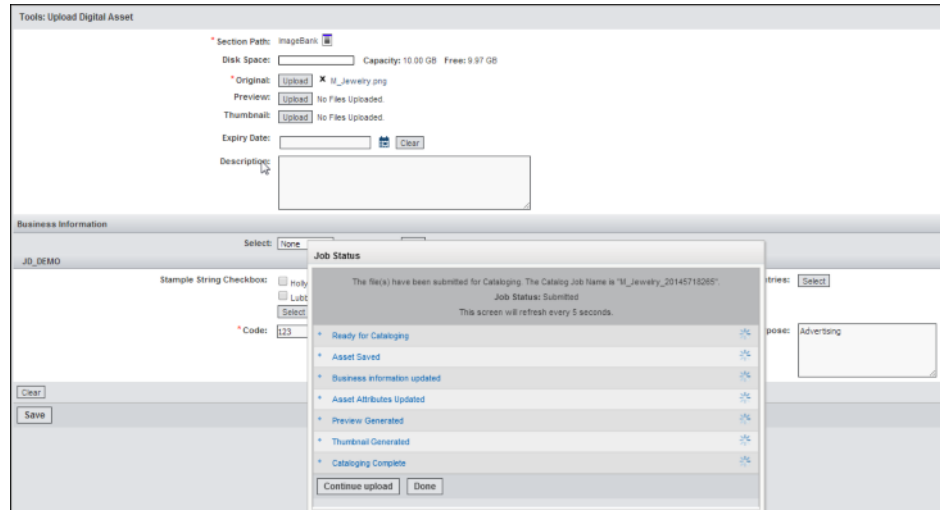 Tools: Upload Digital Asset
* Section Path: ImageBank
Disk Space: Capacity: 10.00 GB Free: 9.97 GB
* Original: Upload × M_Jewelry.png
Preview: Upload No Files Uploaded.
Thumbnail: Upload No Files Uploaded.
Expiry Date: Clear
Description:
Business Information
Select: None
JD_DEMO
Stample String Checkbox: Holly
Lubb
Select
* Code: 123
Job Status
The file(s) have been submitted for Cataloging. The Catalog Job Name is "M_Jewelry_20145718265".
Job Status: Submitted
This screen will refresh every 5 seconds.
* Ready for Cataloging
* Asset Saved
* Business information updated
* Asset Attributes Updated
* Preview Generated
* Thumbnail Generated
* Cataloging Complete
Continue upload Done
ntries: Select
pose: Advertising
Clear
Save